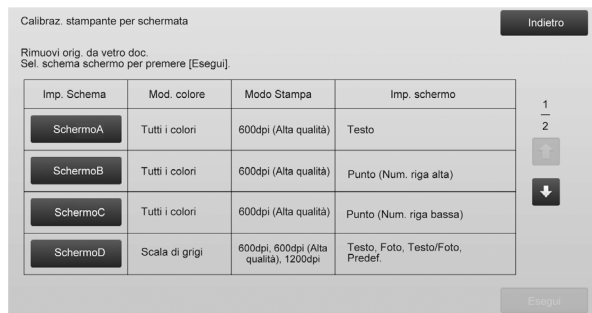 Calibraz. stampante per schermata
Indietro
Rimuovi orig. da vetro doc.
Sel. schema schermo per premere [Esegui].
Imp. Schema Mod. colore Modo Stampa Imp. schermo
SchermoA Tutti i colori 600dpi (Alta qualità) Testo
SchermoB Tutti i colori 600dpi (Alta qualità) Punto (Num. riga alta)
SchermoC Tutti i colori 600dpi (Alta qualità) Punto (Num. riga bassa)
SchermoD Scala di grigi 600dpi, 600dpi (Alta qualità), 1200dpi Testo, Foto, Testo/Foto, Predef.
1
2
Esegui